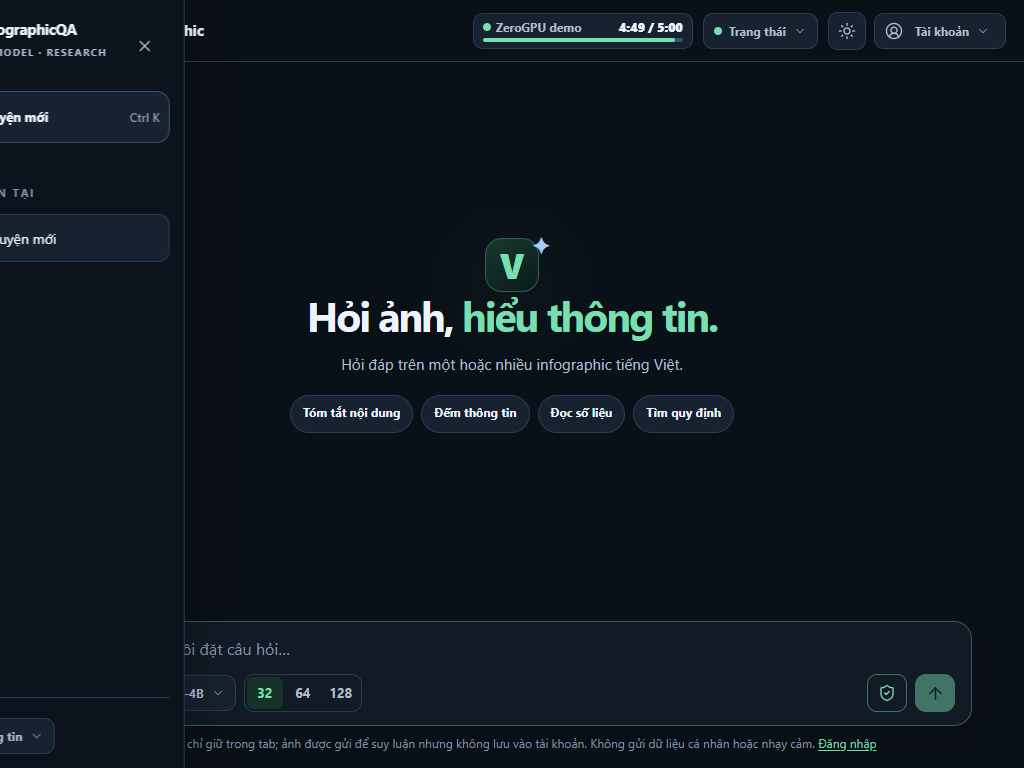 ographicQA
MODEL • RESEARCH
yện mới
Ctrl K
N TẠI
uyện mới
g tin
hic
ZeroGPU demo
4:49 / 5:00
Trạng thái
Tài khoản
V
Hỏi ảnh, hiểu thông tin.
Hỏi đáp trên một hoặc nhiều infographic tiếng Việt.
Tóm tắt nội dung
Đếm thông tin
Đọc số liệu
Tìm quy định
ồi đặt câu hỏi...
-4B
32
64
128
chỉ giữ trong tab; ảnh được gửi để suy luận nhưng không lưu vào tài khoản. Không gửi dữ liệu cá nhân hoặc nhạy cảm. Đăng nhập